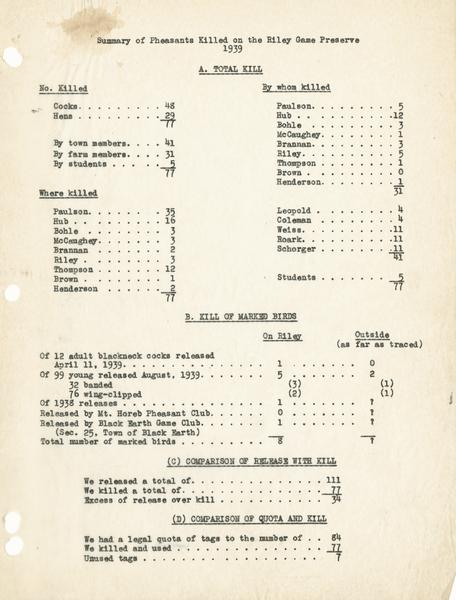 Summary of Pheasants Killed on the Riley Game Preserve
1939
A. TOTAL KILL
No. Killed
Cocks. . . . . . . . . . 48
Hens . . . . . . . . . . 29
77
By town members. . . . 41
By farm members. . . . 31
By students . . . . . 5
77
Where killed
Paulson. . . . . . . . . 35
Hub . . . . . . . . . . 16
Bohle . . . . . . . . . 3
McCaughey. . . . . . . . 3
Brannan . . . . . . . . 2
Riley . . . . . . . . . 3
Thompson . . . . . . . . 12
Brown . . . . . . . . . 1
Henderson . . . . . . . 2
77
By whom killed
Paulson. . . . . . . . . 5
Hub . . . . . . . . . . 12
Bohle . . . . . . . . . 3
McCaughey. . . . . . . . 1
Brannan. . . . . . . . . 3
Riley. . . . . . . . . . 5
Thompson . . . . . . . . 1
Brown . . . . . . . . . 0
Henderson. . . . . . . . 1
31
Leopold . . . . . . . . 4
Coleman . . . . . . . . 4
Weiss. . . . . . . . . . 11
Roark. . . . . . . . . . 11
Schorger . . . . . . . . 11
41
Students . . . . . . . . 5
77
B. KILL OF MARKED BIRDS
On Riley Outside
(as far as traced)
Of 12 adult blackneck cocks released
April 11, 1939. . . . . . . . . . . 1 0
Of 99 young released August, 1939. . . . . 5 2
32 banded (3) (1)
76 wing-clipped (2) (1)
Of 1938 releases . . . . . . . . . . . . 1 . . . . . . ?
Released by Mt. Horeb Pheasant Club. . . . 0 . . . . . . ?
Released by Black Earth Game Club. . . . . 1 . . . . . . ?
(Sec. 25, Town of Black Earth)
Total number of marked birds . . . . . . . 8 ?
(C) COMPARISON OF RELEASE WITH KILL
We released a total of. . . . . . . . . . . . 111
We killed a total of. . . . . . . . . . . . . 77
Excess of release over kill . . . . . . . . . 34
(D) COMPARISON OF QUOTA AND KILL
We had a legal quota of tags to the number of . . 84
We killed and used . . . . . . . . . . . . . . . 77
Unused tags . . . . . . . . . . . . . . . . . . . 7